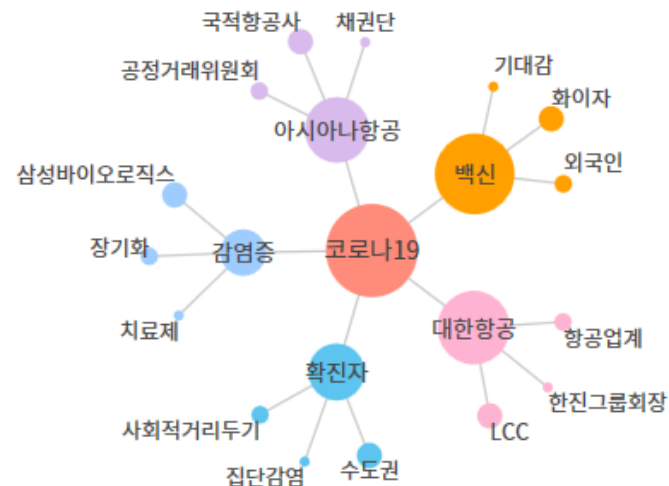 국적항공사
채권단
공정거래위원회
아시아나항공
기대감
화이자
외국인
백신
삼성바이오로직스
장기화
감염증
치료제
코로나19
대한항공
항공업계
한진그룹회장
LCC
확진자
사회적거리두기
집단감염
수도권